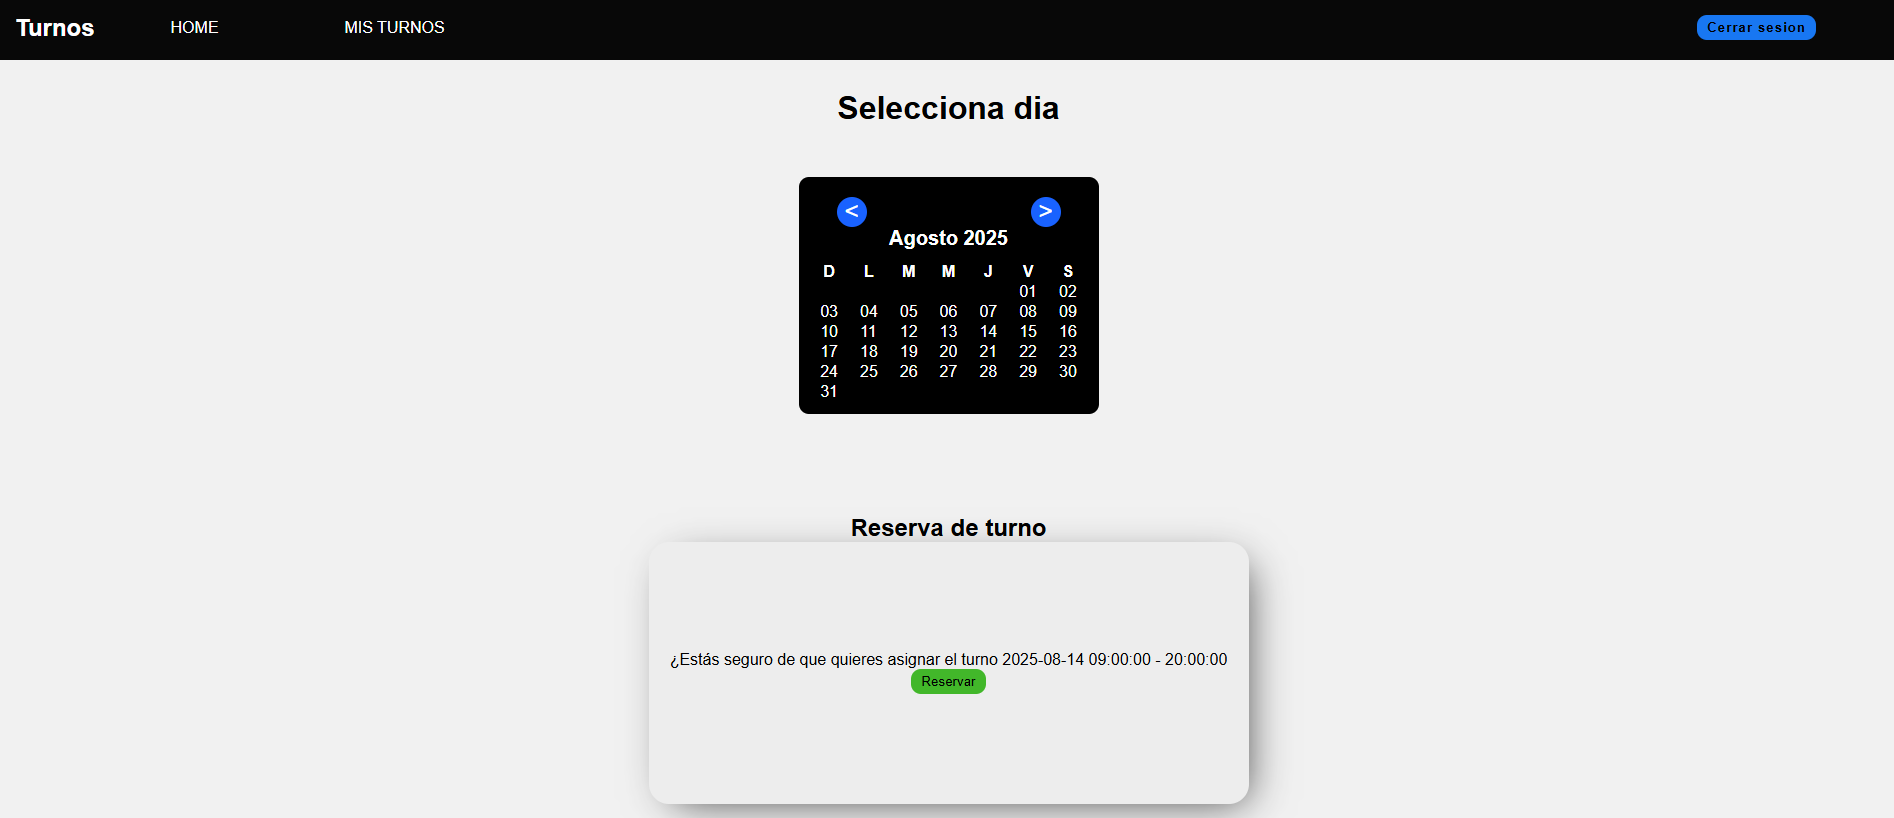 Turnos HOME MIS TURNOS Cerrar sesion
Selecciona dia
< >
Agosto 2025
D L M M J V S
01 02
03 04 05 06 07 08 09
10 11 12 13 14 15 16
17 18 19 20 21 22 23
24 25 26 27 28 29 30
31
Reserva de turno
¿Estás seguro de que quieres asignar el turno 2025-08-14 09:00:00 - 20:00:00
Reservar